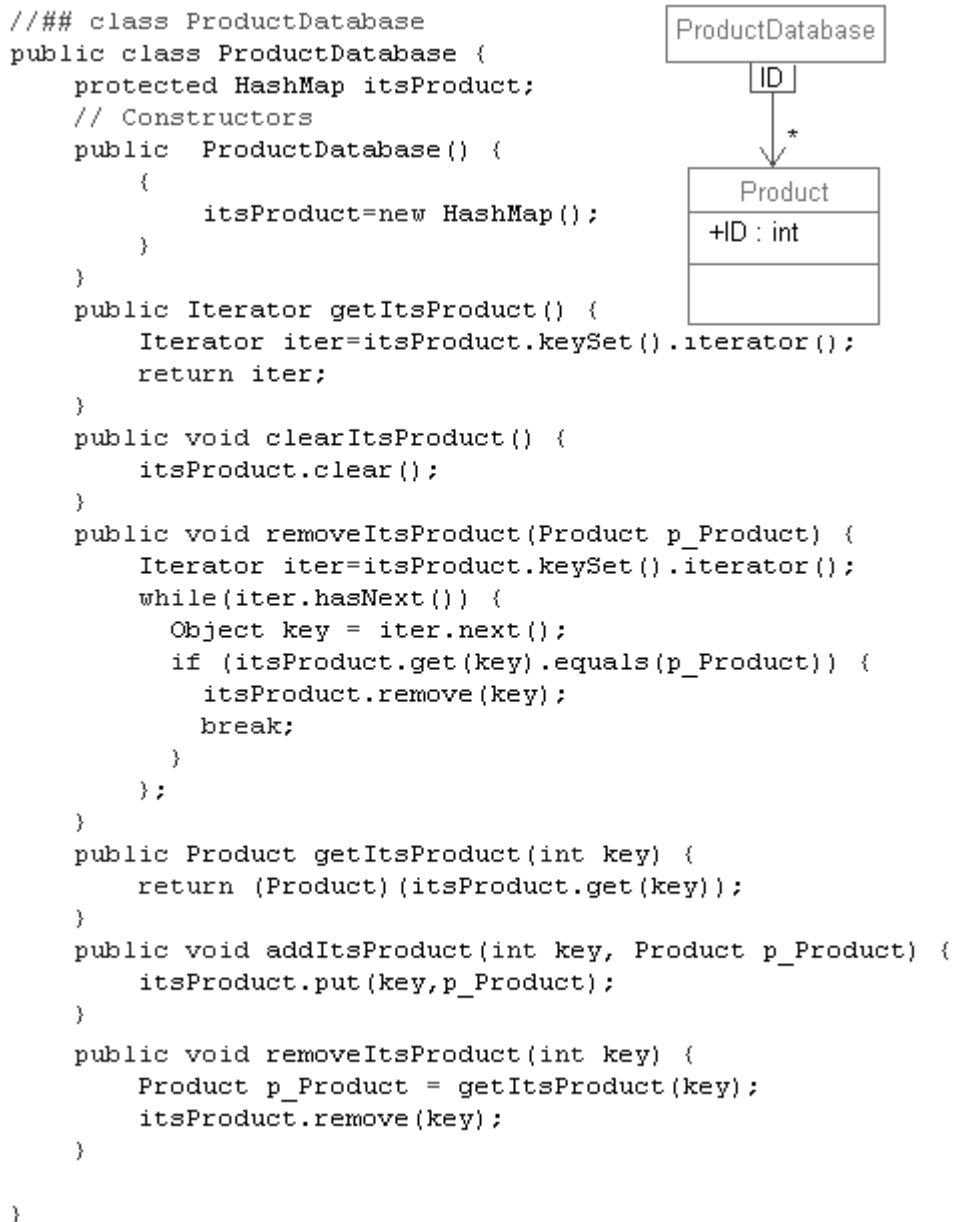 //## class ProductDatabase
public class ProductDatabase {
    protected HashMap itsProduct;
    // Constructors
    public  ProductDatabase() {
        {
            itsProduct=new HashMap();
        }
    }
    public Iterator getItsProduct() {
        Iterator iter=itsProduct.keySet().iterator();
        return iter;
    }
    public void clearItsProduct() {
        itsProduct.clear();
    }
    public void removeItsProduct(Product p_Product) {
        Iterator iter=itsProduct.keySet().iterator();
        while(iter.hasNext()) {
          Object key = iter.next();
          if (itsProduct.get(key).equals(p_Product)) {
            itsProduct.remove(key);
            break;
          }
        };
    }
    public Product getItsProduct(int key) {
        return (Product)(itsProduct.get(key));
    }
    public void addItsProduct(int key, Product p_Product) {
        itsProduct.put(key,p_Product);
    }
    public void removeItsProduct(int key) {
        Product p_Product = getItsProduct(key);
        itsProduct.remove(key);
    }
}
ProductDatabase
ID
*
Product
+ID : int